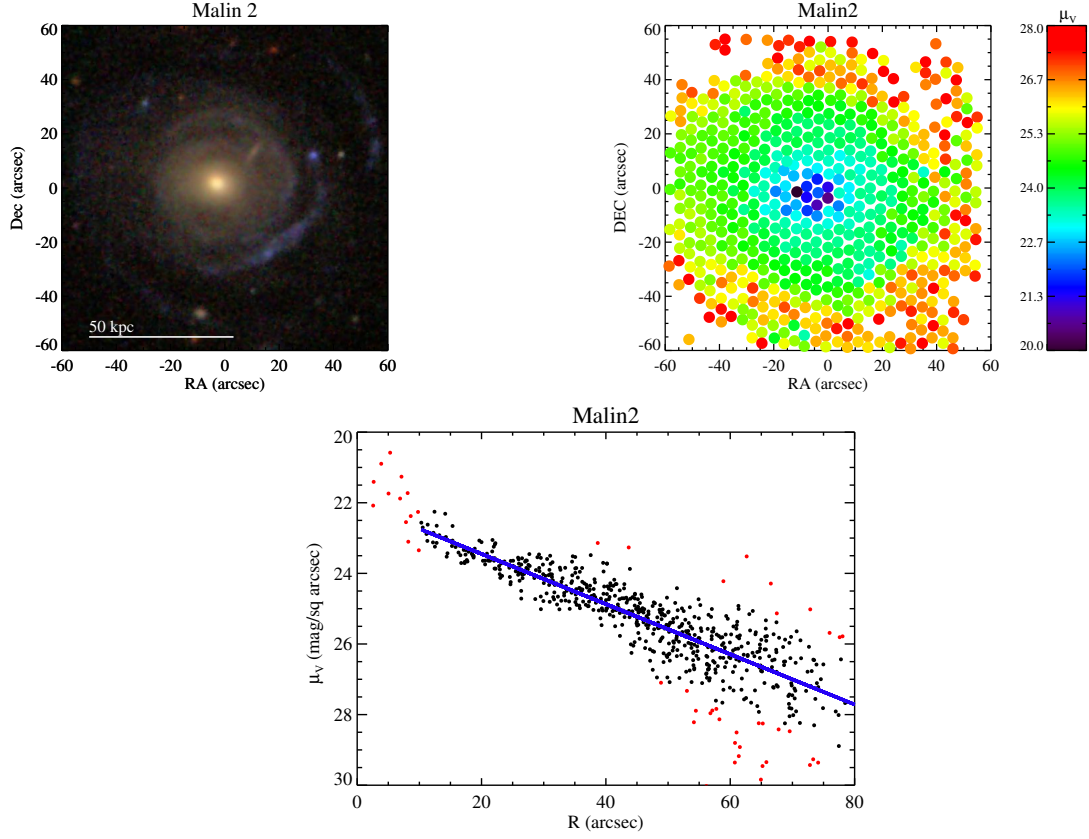 Malin 2
60
40
20
0
-20
-40
-60
Dec (arcsec)
50 kpc
-60 -40 -20 0 20 40 60
RA (arcsec)
Malin2
60
40
20
0
-20
-40
-60
DEC (arcsec)
-60 -40 -20 0 20 40 60
RA (arcsec)
μV
28.0
26.7
25.3
24.0
22.7
21.3
20.0
Malin2
20
22
24
26
28
30
μV (mag/sq arcsec)
0 20 40 60 80
R (arcsec)